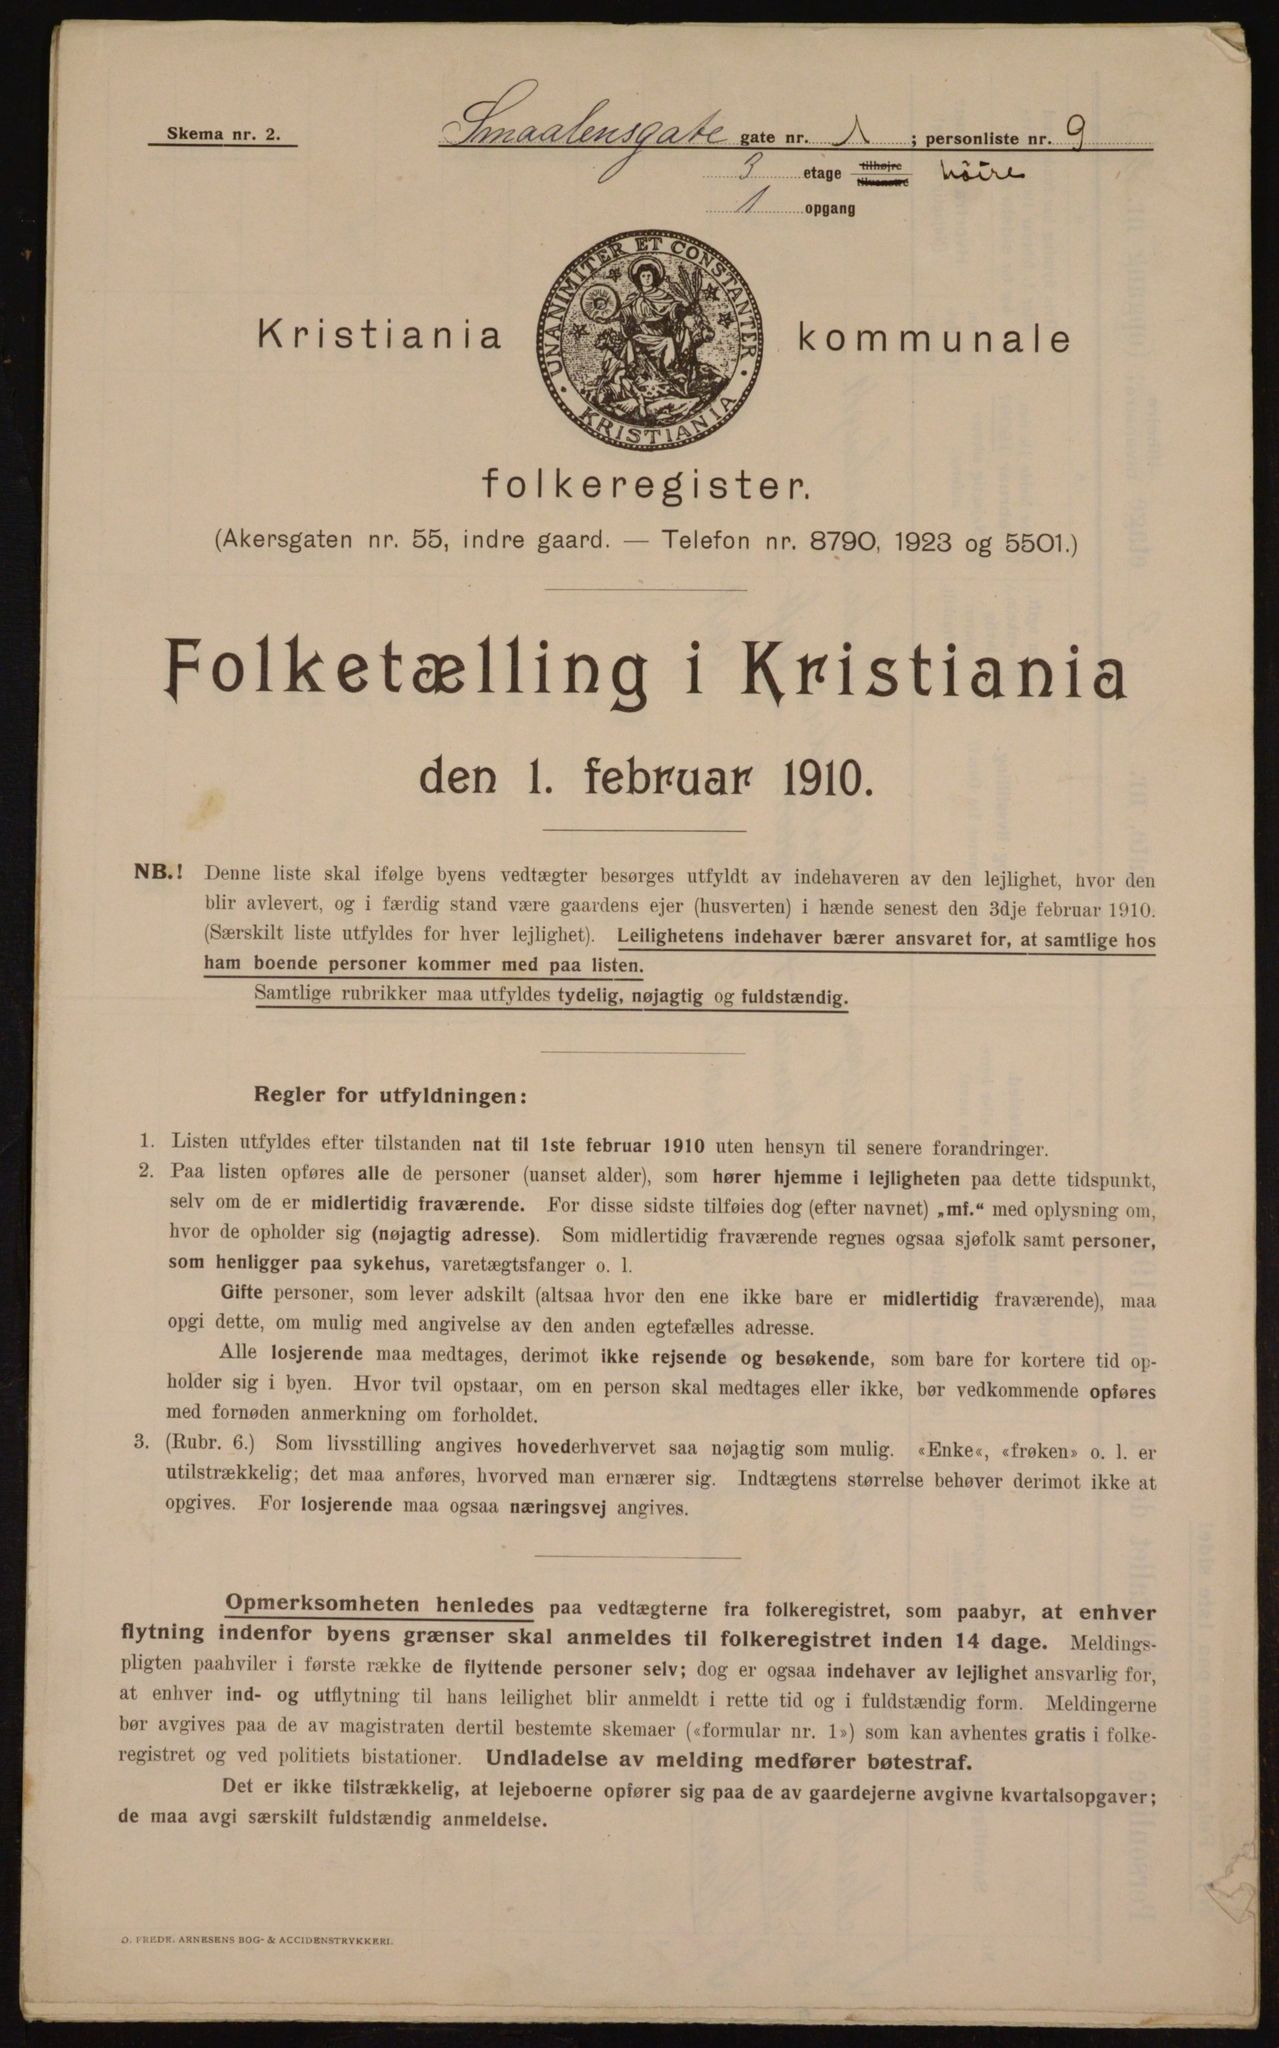 Skema nr. 2.
Smaalensgate gate nr. 1 ; personliste nr. 9
3 etage tilhøjre tilvenstre høire
1 opgang
UNANIMITER ET CONSTANTER
KRISTIANIA
Kristiania kommunale
folkeregister.
(Akersgaten nr. 55, indre gaard. — Telefon nr. 8790, 1923 og 5501.)
Folketælling i Kristiania
den 1. februar 1910.
NB.! Denne liste skal ifølge byens vedtægter besørges utfyldt av indehaveren av den lejlighet, hvor den
blir avlevert, og i færdig stand være gaardens ejer (husverten) i hænde senest den 3dje februar 1910.
(Særskilt liste utfyldes for hver lejlighet). Leilighetens indehaver bærer ansvaret for, at samtlige hos
ham boende personer kommer med paa listen.
Samtlige rubrikker maa utfyldes tydelig, nøjagtig og fuldstændig.
Regler for utfyldningen:
1. Listen utfyldes efter tilstanden nat til 1ste februar 1910 uten hensyn til senere forandringer.
2. Paa listen opføres alle de personer (uanset alder), som hører hjemme i lejligheten paa dette tidspunkt,
selv om de er midlertidig fraværende. For disse sidste tilføies dog (efter navnet) „mf.“ med oplysning om,
hvor de opholder sig (nøjagtig adresse). Som midlertidig fraværende regnes ogsaa sjøfolk samt personer,
som henligger paa sykehus, varetægtsfanger o. l.
Gifte personer, som lever adskilt (altsaa hvor den ene ikke bare er midlertidig fraværende), maa
opgi dette, om mulig med angivelse av den anden egtefælles adresse.
Alle losjerende maa medtages, derimot ikke rejsende og besøkende, som bare for kortere tid op-
holder sig i byen. Hvor tvil opstaar, om en person skal medtages eller ikke, bør vedkommende opføres
med fornøden anmerkning om forholdet.
3. (Rubr. 6.) Som livsstilling angives hovederhvervet saa nøjagtig som mulig. «Enke«, «frøken» o. l. er
utilstrækkelig; det maa anføres, hvorved man ernærer sig. Indtægtens størrelse behøver derimot ikke at
opgives. For losjerende maa ogsaa næringsvej angives.
Opmerksomheten henledes paa vedtægterne fra folkeregistret, som paabyr, at enhver
flytning indenfor byens grænser skal anmeldes til folkeregistret inden 14 dage. Meldings-
pligten paahviler i første række de flyttende personer selv; dog er ogsaa indehaver av lejlighet ansvarlig for,
at enhver ind- og utflytning til hans leilighet blir anmeldt i rette tid og i fuldstændig form. Meldingerne
bør avgives paa de av magistraten dertil bestemte skemaer («formular nr. 1») som kan avhentes gratis i folke-
registret og ved politiets bistationer. Undladelse av melding medfører bøtestraf.
Det er ikke tilstrækkelig, at lejeboerne opfører sig paa de av gaardejerne avgivne kvartalsopgaver;
de maa avgi særskilt fuldstændig anmeldelse.
O. FREDR. ARNESENS BOG- & ACCIDENSTRYKKERI.